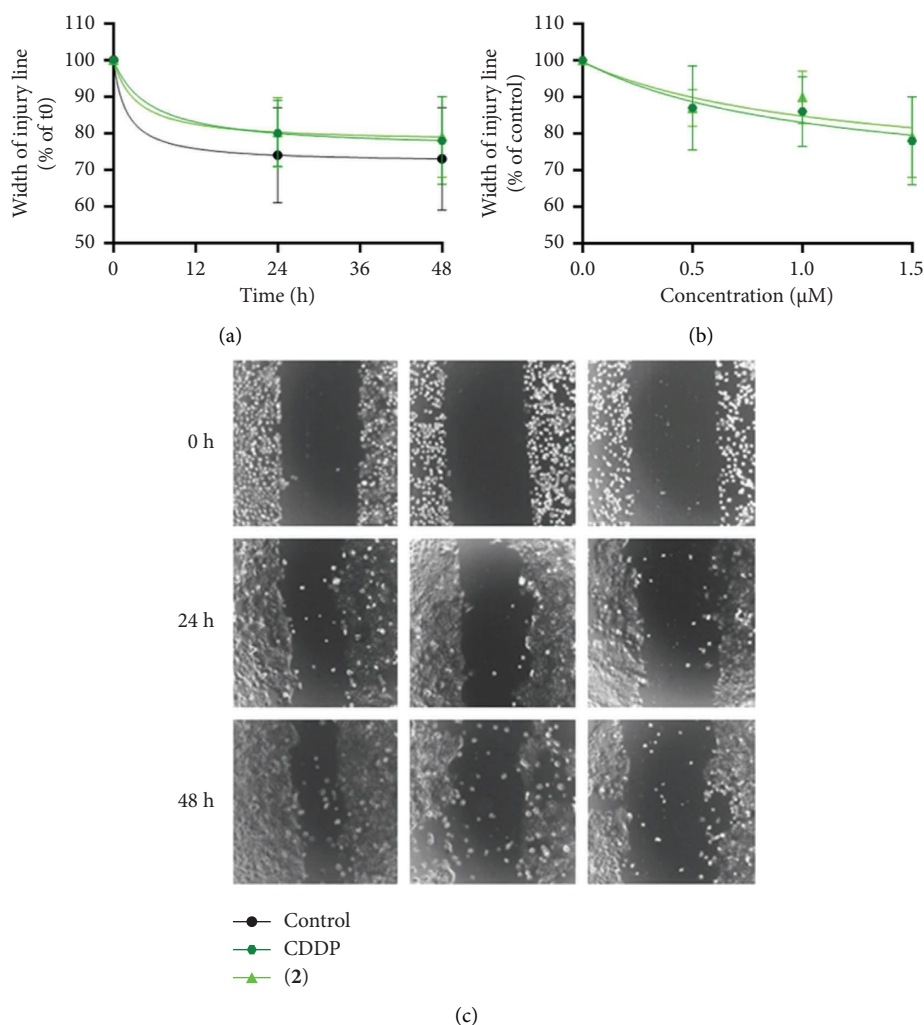 Width of injury line
(% of t0)
110
100
90
80
70
60
50
0
12
24
36
48
Time (h)
(a)
Width of injury line
(% of control)
110
100
90
80
70
60
50
0.0
0.5
1.0
1.5
Concentration (μM)
(b)
0 h
24 h
48 h
Control
CDDP
(2)
(c)